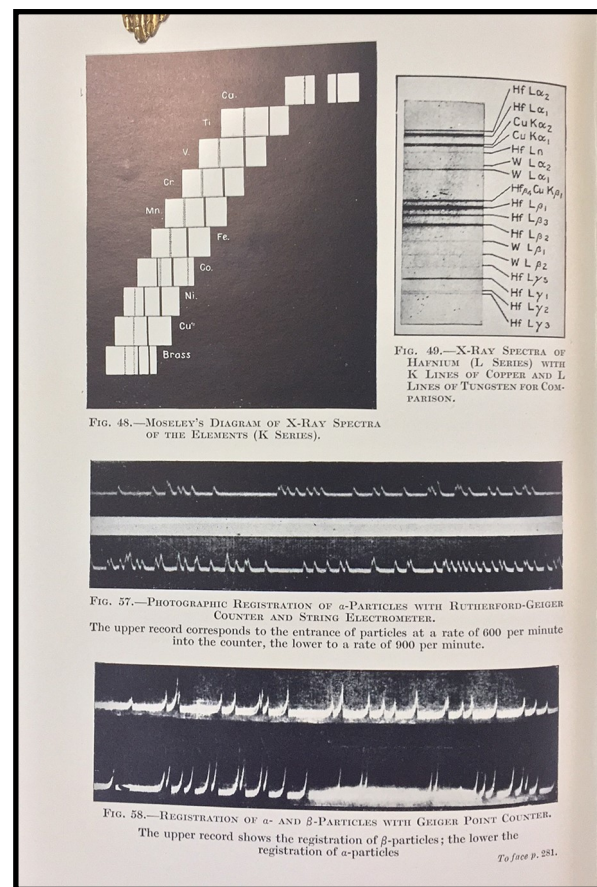 Ca.
Ti.
V.
Cr.
Mn.
Fe.
Co.
Ni.
Cu
Brass
FIG. 48.—MOSELEY'S DIAGRAM OF X-RAY SPECTRA
OF THE ELEMENTS (K SERIES).
Hf Lα₂
Hf Lα₁
Cu Kα₂
Cu Kα₁
Hf Lη
W Lα₂
W Lα₁
Hfβ₄ Cu Kβ₁
Hf Lβ₁
Hf Lβ₃
Hf Lβ₂
W Lβ₁
W Lβ₂
Hf Lγ₅
Hf Lγ₁
Hf Lγ₂
Hf Lγ₃
FIG. 49.—X-RAY SPECTRA OF
HAFNIUM (L SERIES) WITH
K LINES OF COPPER AND L
LINES OF TUNGSTEN FOR COM-
PARISON.
FIG. 57.—PHOTOGRAPHIC REGISTRATION OF α-PARTICLES WITH RUTHERFORD-GEIGER
COUNTER AND STRING ELECTROMETER.
The upper record corresponds to the entrance of particles at a rate of 600 per minute
into the counter, the lower to a rate of 900 per minute.
FIG. 58.—REGISTRATION OF α- AND β-PARTICLES WITH GEIGER POINT COUNTER.
The upper record shows the registration of β-particles; the lower the
registration of α-particles
To face p. 281.